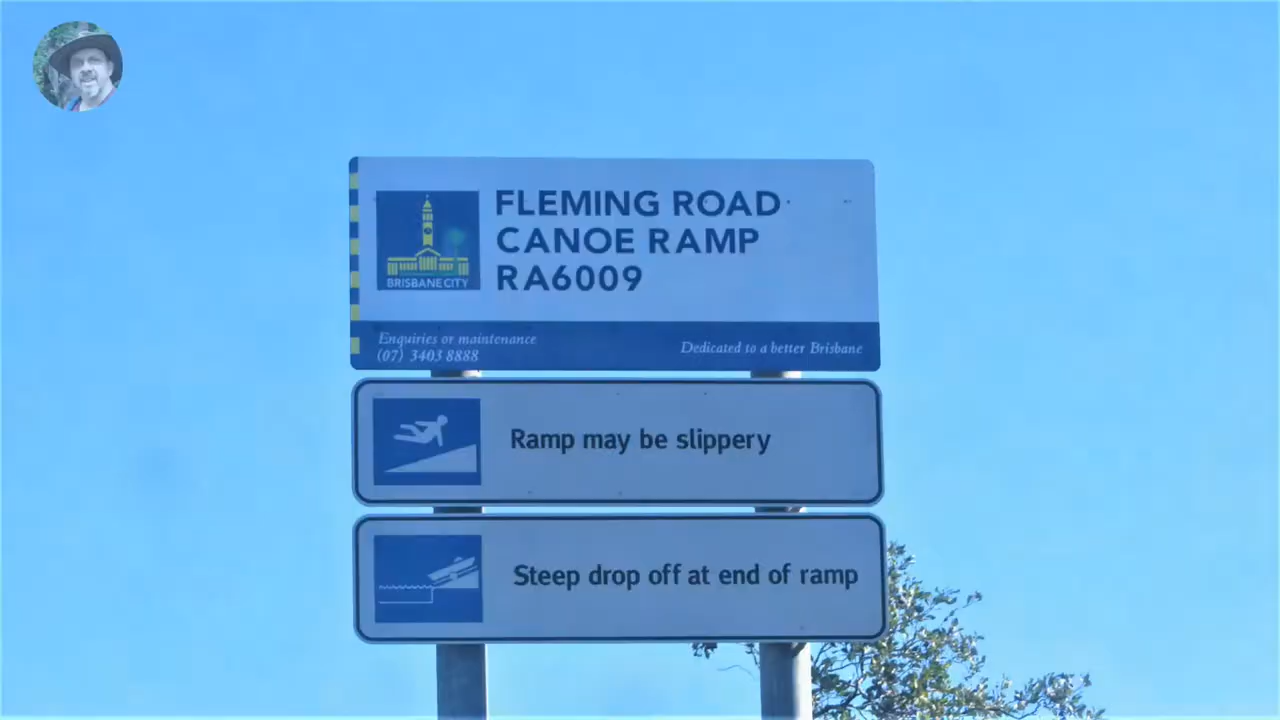 FLEMING ROAD
CANOE RAMP
RA6009
BRISBANE CITY
Enquiries or maintenance
(07) 3403 8888
Dedicated to a better Brisbane
Ramp may be slippery
Steep drop off at end of ramp